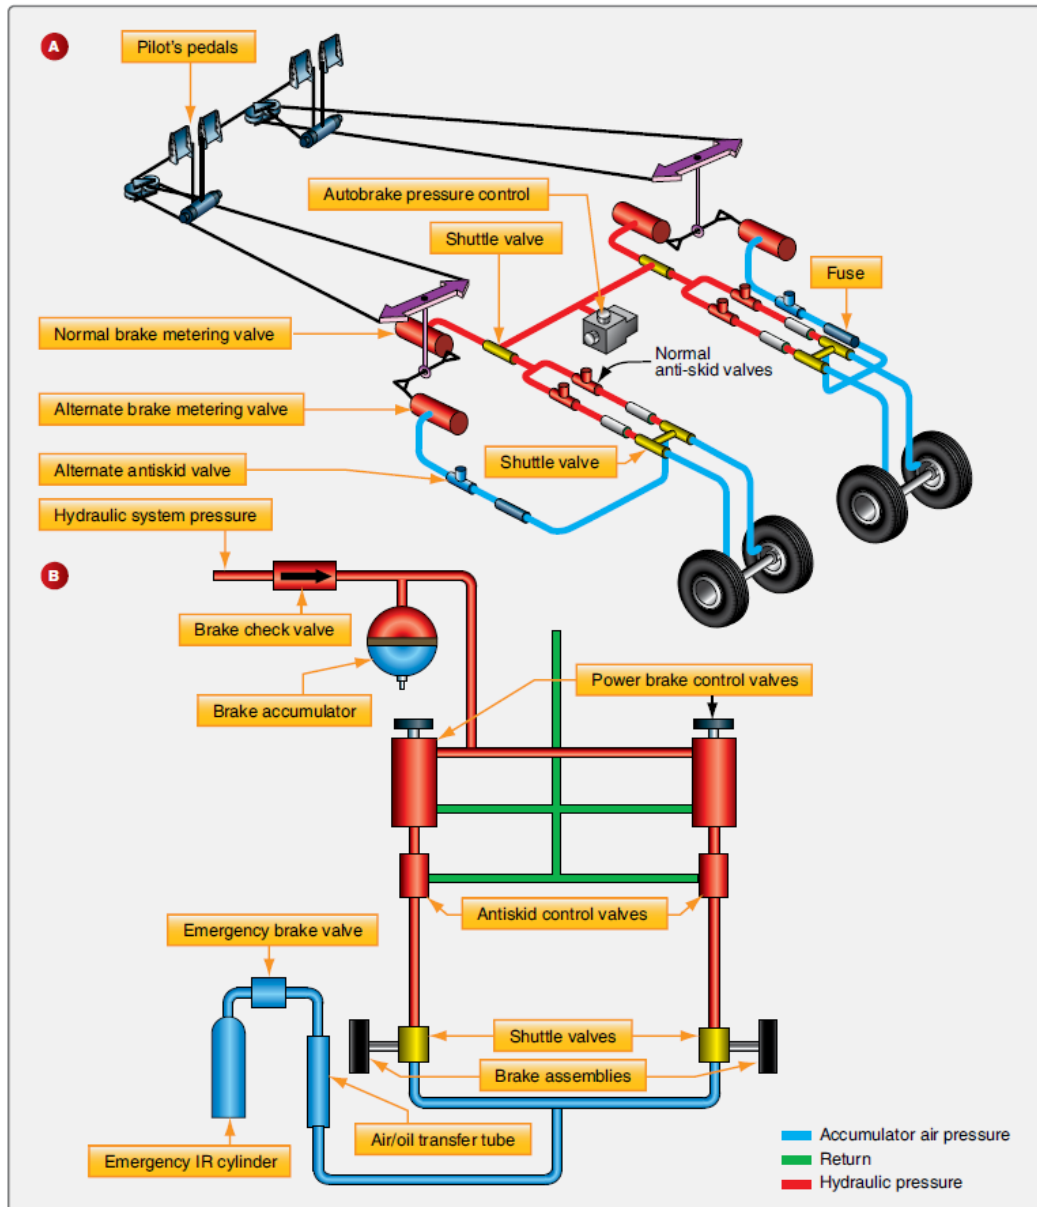 A
Pilot's pedals
Autobrake pressure control
Shuttle valve
Fuse
Normal brake metering valve
Normal
anti-skid valves
Alternate brake metering valve
Shuttle valve
Alternate antiskid valve
Hydraulic system pressure
B
Brake check valve
Power brake control valves
Brake accumulator
Antiskid control valves
Emergency brake valve
Shuttle valves
Brake assemblies
Air/oil transfer tube
Emergency IR cylinder
Accumulator air pressure
Return
Hydraulic pressure